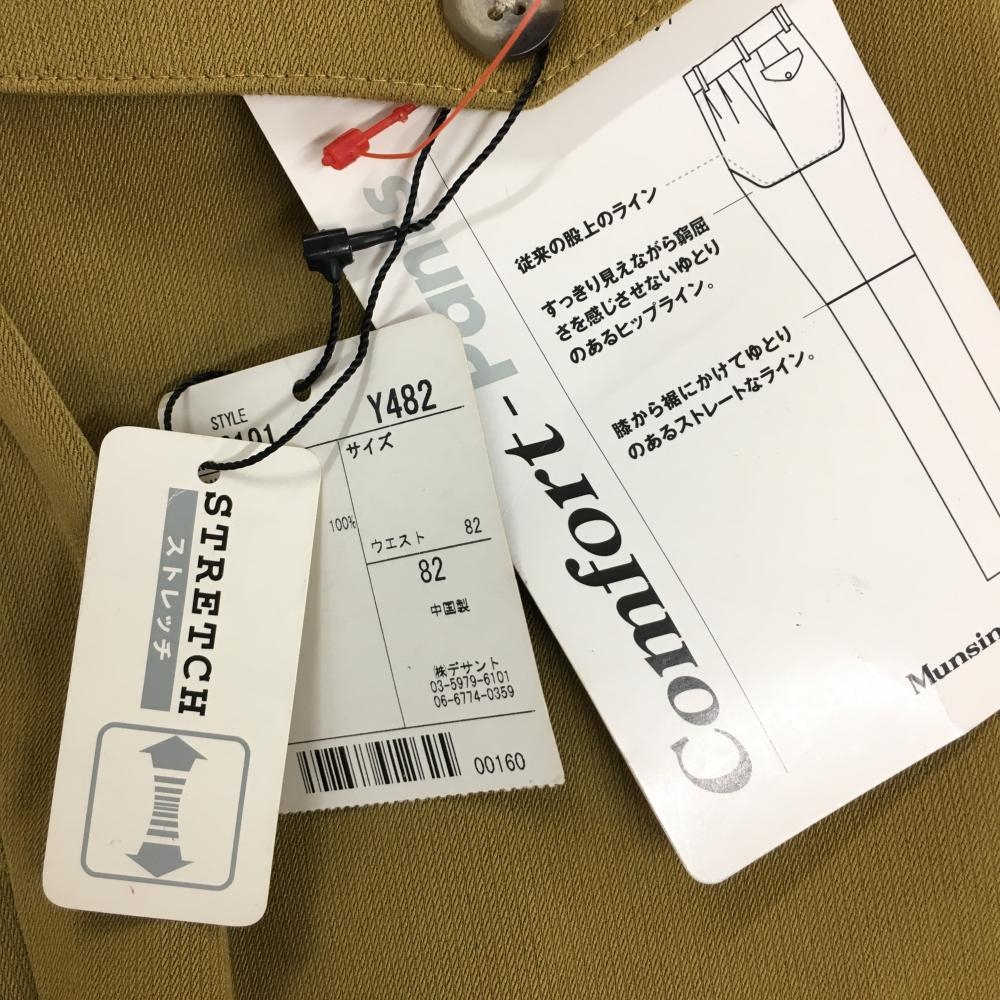 従来の股上のライン
すっきり見えながら窮屈
さを感じさせないゆとり
のあるヒップライン。
膝から裾にかけてゆとり
のあるストレートなライン。
Comfort-
pants
STYLE
Y482
サイズ
100%
ウエスト 82
82
中国製
㈱デサント
03-5979-6101
06-6774-0359
00160
STRETCH
ストレッチ